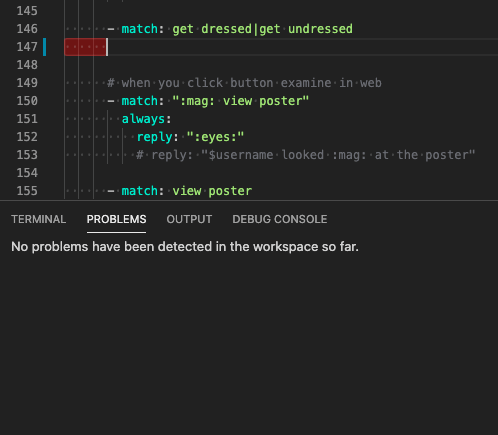 145
146 - match: get dressed|get undressed
147
148
149 # when you click button examine in web
150 - match: ":mag: view poster"
151 always:
152 reply: ":eyes:"
153 # reply: "$username looked :mag: at the poster"
154
155 - match: view poster
TERMINAL PROBLEMS OUTPUT DEBUG CONSOLE
No problems have been detected in the workspace so far.